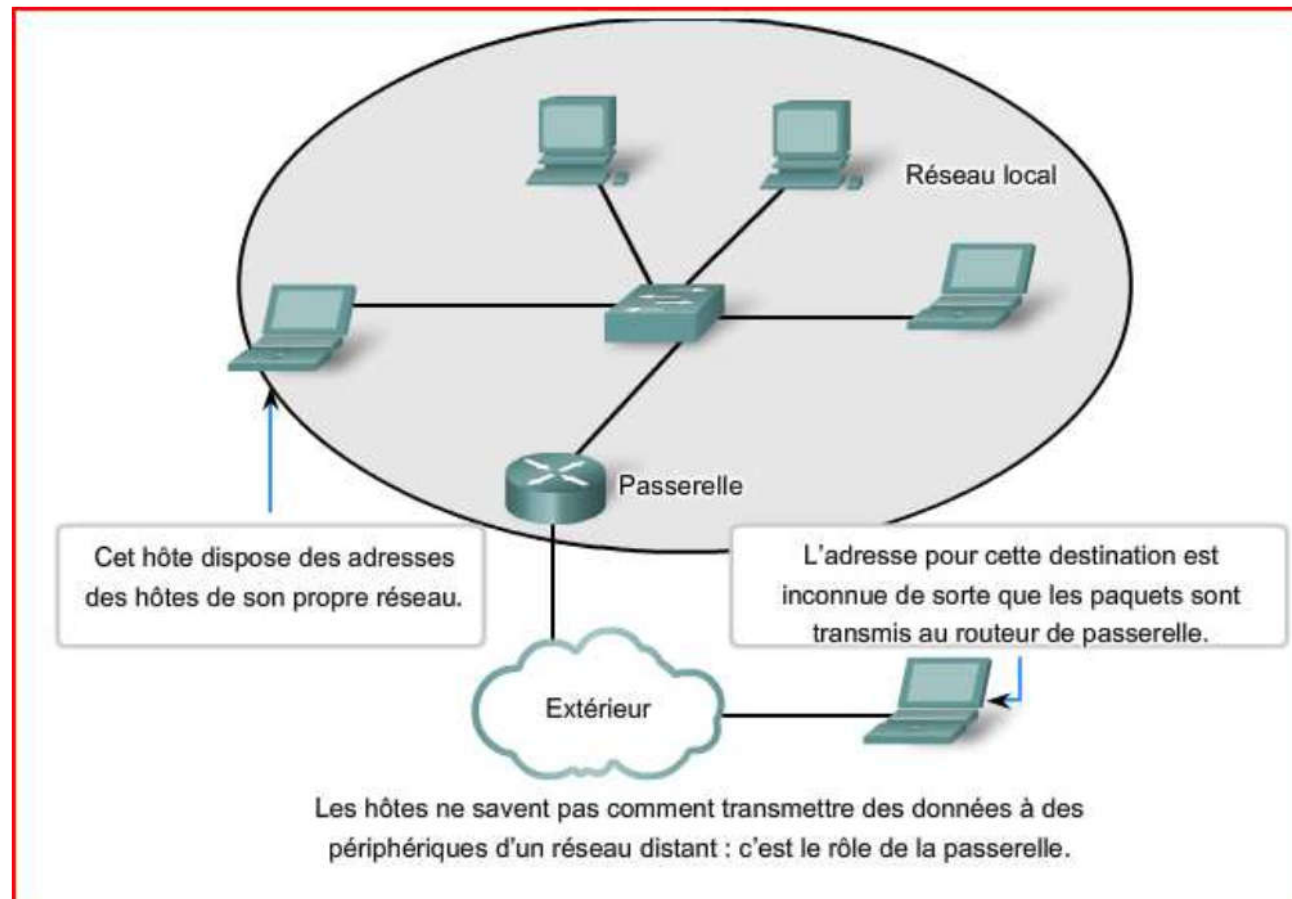 Réseau local
Passerelle
Cet hôte dispose des adresses
des hôtes de son propre réseau.
L'adresse pour cette destination est
inconnue de sorte que les paquets sont
transmis au routeur de passerelle.
Extérieur
Les hôtes ne savent pas comment transmettre des données à des
périphériques d'un réseau distant : c'est le rôle de la passerelle.